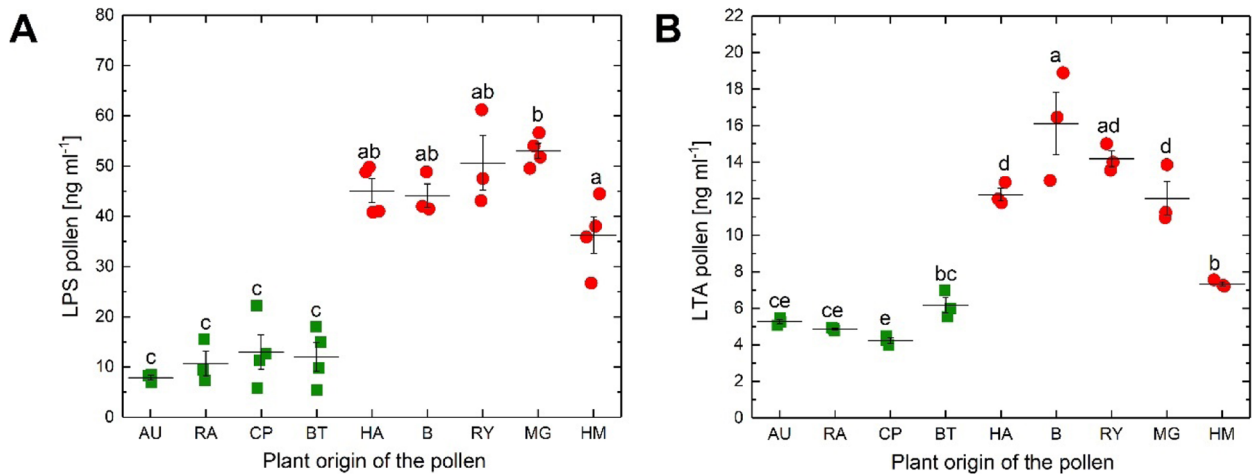 A
LPS pollen [ng ml⁻¹]
80
70
60
50
40
30
20
10
0
c
c
c
c
ab
ab
ab
b
a
AU RA CP BT HA B RY MG HM
Plant origin of the pollen
B
LTA pollen [ng ml⁻¹]
22
20
18
16
14
12
10
8
6
4
2
0
ce
ce
e
bc
d
a
ad
d
b
AU RA CP BT HA B RY MG HM
Plant origin of the pollen